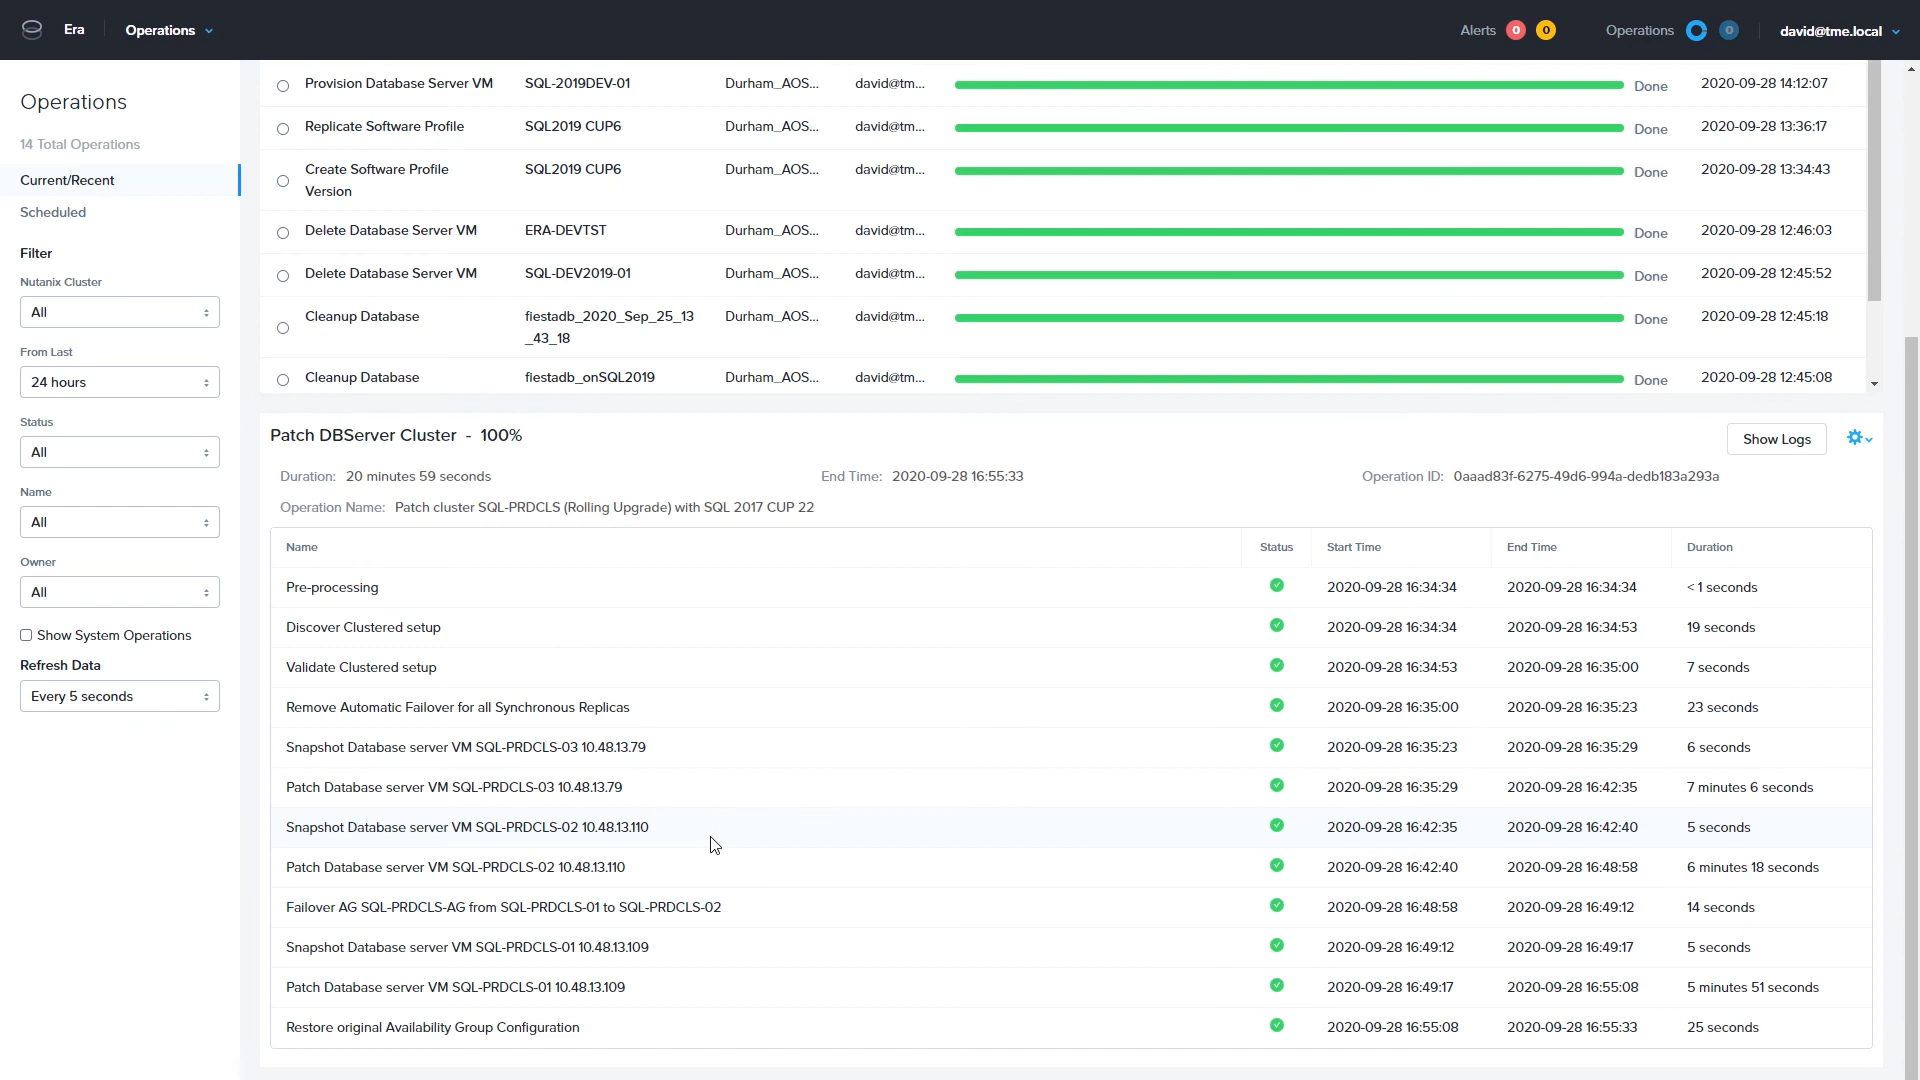 Era
Operations
Alerts 0 0
Operations 0
david@tme.local
Operations
14 Total Operations
Current/Recent
Scheduled
Filter
Nutanix Cluster
All
From Last
24 hours
Status
All
Name
All
Owner
All
Show System Operations
Refresh Data
Every 5 seconds
Provision Database Server VM SQL-2019DEV-01 Durham_AOS... david@tm... Done 2020-09-28 14:12:07
Replicate Software Profile SQL2019 CUP6 Durham_AOS... david@tm... Done 2020-09-28 13:36:17
Create Software Profile SQL2019 CUP6 Durham_AOS... david@tm... Done 2020-09-28 13:34:43
Version
Delete Database Server VM ERA-DEVTST Durham_AOS... david@tm... Done 2020-09-28 12:46:03
Delete Database Server VM SQL-DEV2019-01 Durham_AOS... david@tm... Done 2020-09-28 12:45:52
Cleanup Database fiestadb_2020_Sep_25_13 Durham_AOS... david@tm... Done 2020-09-28 12:45:18
_43_18
Cleanup Database fiestadb_onSQL2019 Durham_AOS... david@tm... Done 2020-09-28 12:45:08
Patch DBServer Cluster - 100%
Show Logs
Duration: 20 minutes 59 seconds End Time: 2020-09-28 16:55:33 Operation ID: 0aaad83f-6275-49d6-994a-dedb183a293a
Operation Name: Patch cluster SQL-PRDCLS (Rolling Upgrade) with SQL 2017 CUP 22
Name Status Start Time End Time Duration
Pre-processing 2020-09-28 16:34:34 2020-09-28 16:34:34 < 1 seconds
Discover Clustered setup 2020-09-28 16:34:34 2020-09-28 16:34:53 19 seconds
Validate Clustered setup 2020-09-28 16:34:53 2020-09-28 16:35:00 7 seconds
Remove Automatic Failover for all Synchronous Replicas 2020-09-28 16:35:00 2020-09-28 16:35:23 23 seconds
Snapshot Database server VM SQL-PRDCLS-03 10.48.13.79 2020-09-28 16:35:23 2020-09-28 16:35:29 6 seconds
Patch Database server VM SQL-PRDCLS-03 10.48.13.79 2020-09-28 16:35:29 2020-09-28 16:42:35 7 minutes 6 seconds
Snapshot Database server VM SQL-PRDCLS-02 10.48.13.110 2020-09-28 16:42:35 2020-09-28 16:42:40 5 seconds
Patch Database server VM SQL-PRDCLS-02 10.48.13.110 2020-09-28 16:42:40 2020-09-28 16:48:58 6 minutes 18 seconds
Failover AG SQL-PRDCLS-AG from SQL-PRDCLS-01 to SQL-PRDCLS-02 2020-09-28 16:48:58 2020-09-28 16:49:12 14 seconds
Snapshot Database server VM SQL-PRDCLS-01 10.48.13.109 2020-09-28 16:49:12 2020-09-28 16:49:17 5 seconds
Patch Database server VM SQL-PRDCLS-01 10.48.13.109 2020-09-28 16:49:17 2020-09-28 16:55:08 5 minutes 51 seconds
Restore original Availability Group Configuration 2020-09-28 16:55:08 2020-09-28 16:55:33 25 seconds